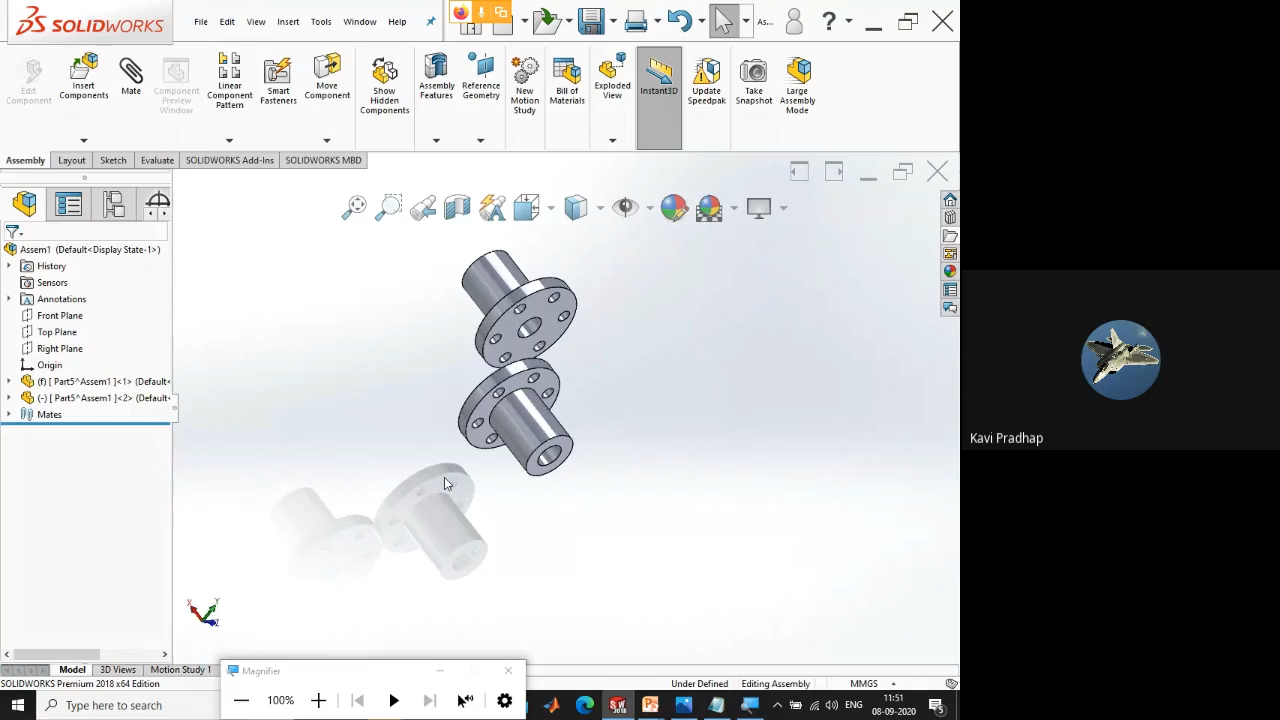 SOLIDWORKS File Edit View Insert Tools Window Help As... ?
Edit Component
Insert Components
Mate
Component Preview Window
Linear Component Pattern
Smart Fasteners
Move Component
Show Hidden Components
Assembly Features
Reference Geometry
New Motion Study
Bill of Materials
Exploded View
Instant3D
Update Speedpak
Take Snapshot
Large Assembly Mode
Assembly Layout Sketch Evaluate SOLIDWORKS Add-Ins SOLIDWORKS MBD
Assem1 (Default<Display State-1>)
History
Sensors
Annotations
Front Plane
Top Plane
Right Plane
Origin
(f) [ Part5^Assem1 ]<1> (Default<
(-) [ Part5^Assem1 ]<2> (Default<
Mates
Kavi Pradhap
X Y Z
Model 3D Views Motion Study 1
Magnifier
SOLIDWORKS Premium 2018 x64 Edition
Under Defined Editing Assembly MMGS
100%
Type here to search
ENG
11:51
08-09-2020
5